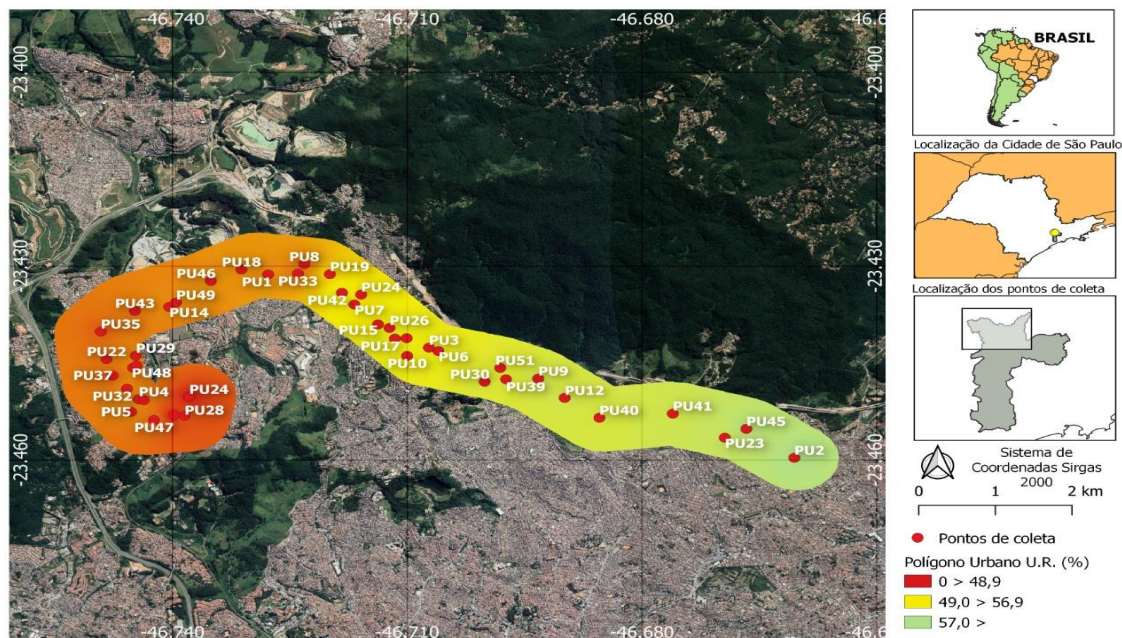 -46.740
-46.710
-46.680
-46.6
-23.400
-23.400
-23.430
-23.430
-23.460
-23.460
PU8
PU18
PU19
PU46
PU1
PU33
PU24
PU43
PU49
PU42
PU14
PU7
PU35
PU15
PU26
PU17
PU3
PU22
PU29
PU10
PU6
PU51
PU37
PU48
PU30
PU39
PU9
PU32
PU4
PU24
PU12
PU5
PU28
PU40
PU41
PU47
PU45
PU23
PU2
-46.740
-46.710
-46.680
-46.6
BRASIL
Localização da Cidade de São Paulo
Localização dos pontos de coleta
Sistema de
Coordenadas Sirgas
2000
0 1 2 km
Pontos de coleta
Polígono Urbano U.R. (%)
0 > 48,9
49,0 > 56,9
57,0 >